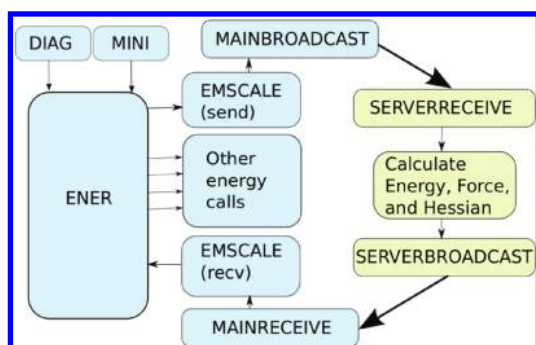 DIAG
MINI
MAINBROADCAST
EMSCALE
(send)
SERVERRECEIVE
Other
energy
calls
Calculate
Energy, Force,
and Hessian
ENER
EMSCALE
(recv)
SERVERBROADCAST
MAINRECEIVE